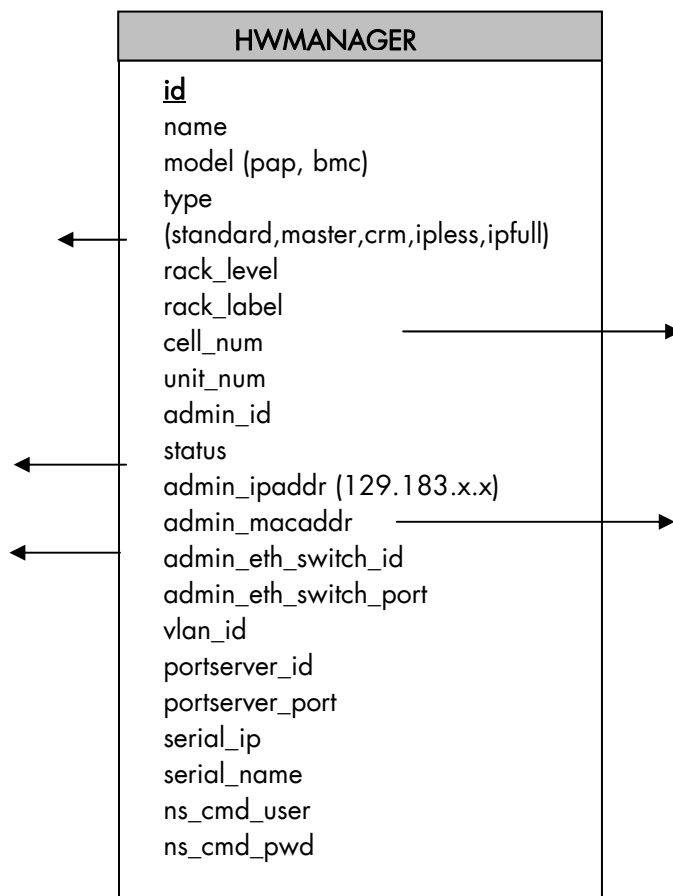 HWMANAGER
id
name
model (pap, bmc)
type
(standard,master,crm,ipless,ipfull)
rack_level
rack_label
cell_num
unit_num
admin_id
status
admin_ipaddr (129.183.x.x)
admin_macaddr
admin_eth_switch_id
admin_eth_switch_port
vlan_id
portserver_id
portserver_port
serial_ip
serial_name
ns_cmd_user
ns_cmd_pwd